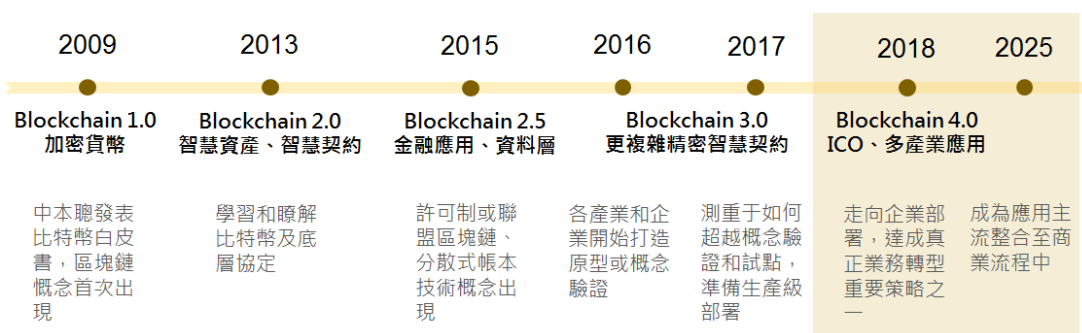 2009
2013
2015
2016
2017
2018
2025
Blockchain 1.0
加密貨幣
Blockchain 2.0
智慧資產、智慧契約
Blockchain 2.5
金融應用、資料層
Blockchain 3.0
更複雜精密智慧契約
Blockchain 4.0
ICO、多產業應用
中本聰發表
比特幣白皮
書，區塊鏈
慨念首次出
現
學習和瞭解
比特幣及底
層協定
許可制或聯
盟區塊鏈、
分散式帳本
技術概念出
現
各產業和企
業開始打造
原型或概念
驗證
測重于如何
超越概念驗
證和試點，
準備生產級
部署
走向企業部
署，達成真
正業務轉型
重要策略之
一
成為應用主
流整合至商
業流程中